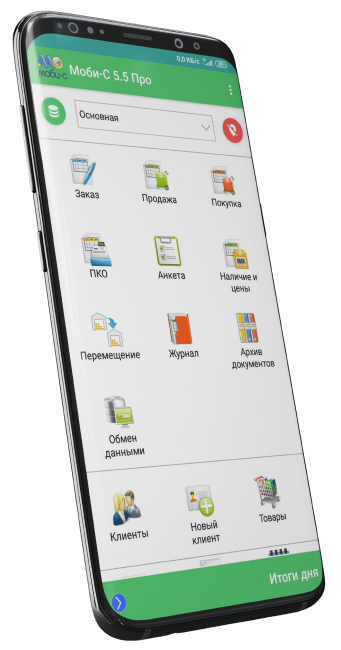 0,0 КБ/с
Моби-С
Моби-С 5.5 Про
Основная
Заказ
Продажа
Покупка
ПКО
Анкета
Наличие и
цены
Перемещение
Журнал
Архив
документов
Обмен
данными
Клиенты
Новый
клиент
Товары
Итоги дня